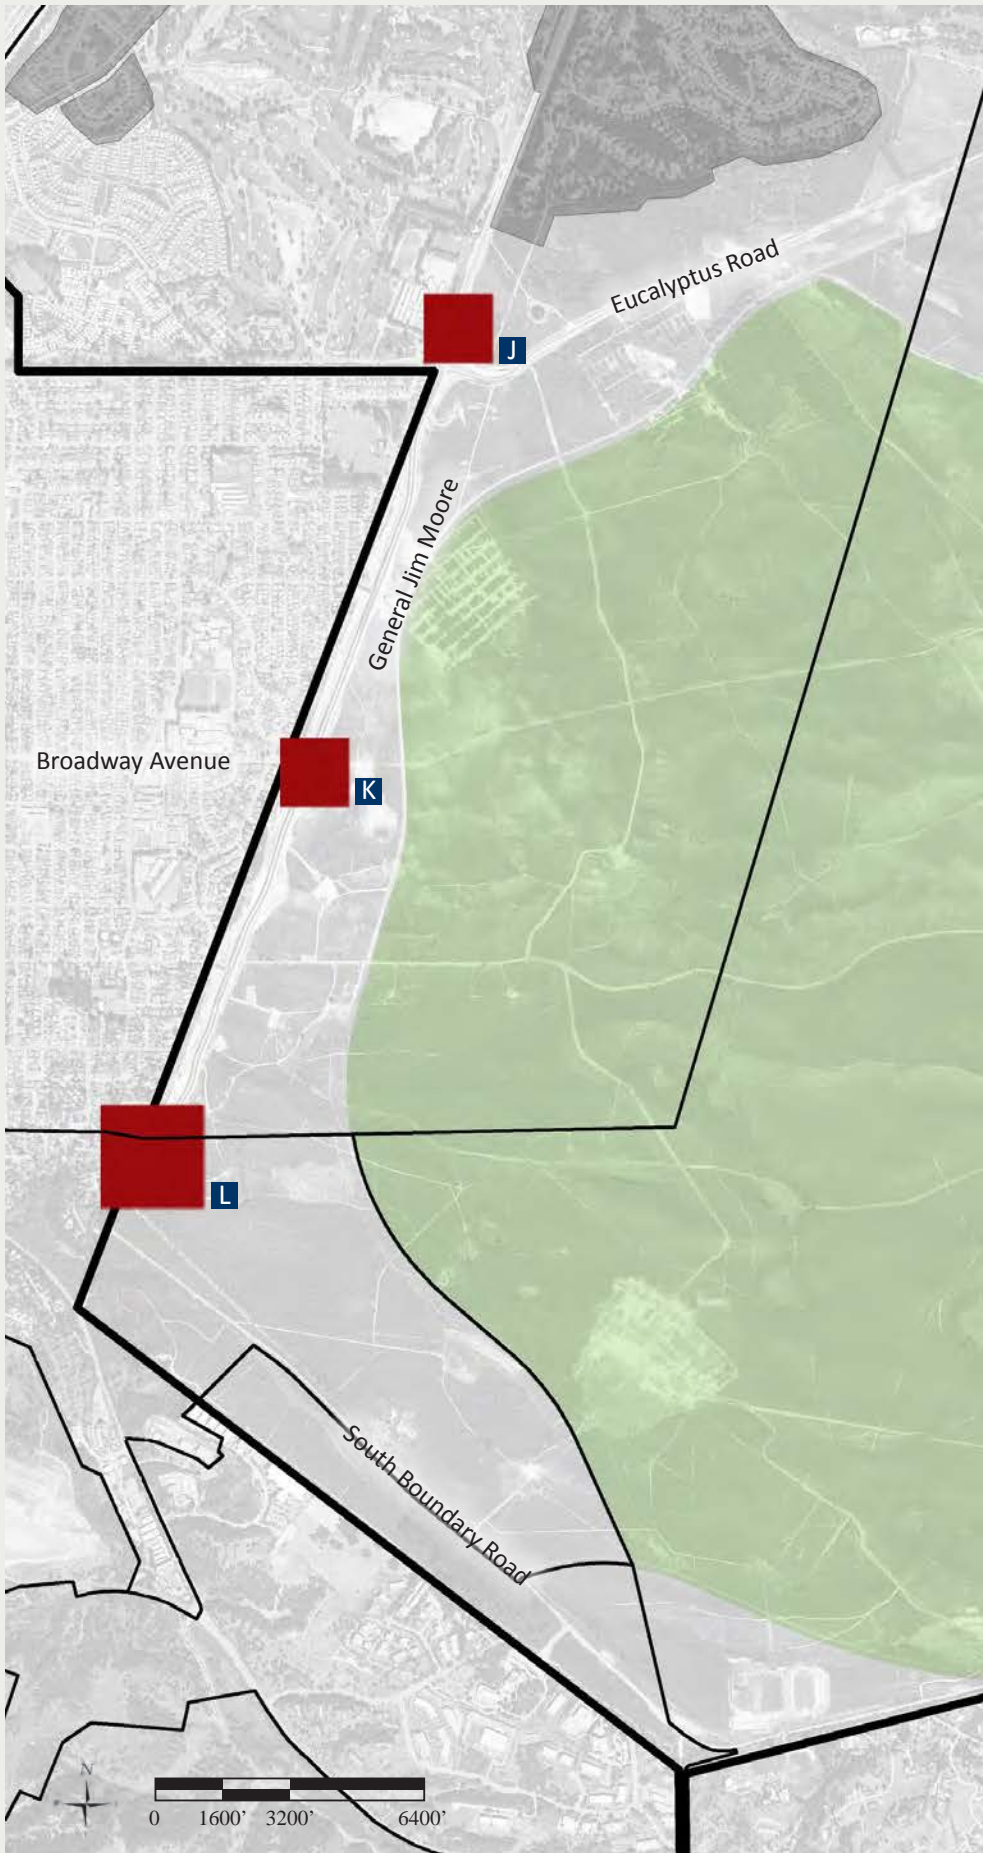 Eucalyptus Road
J
General Jim Moore
Broadway Avenue
K
L
South Boundary Road
N
0 1600’ 3200’ 6400’